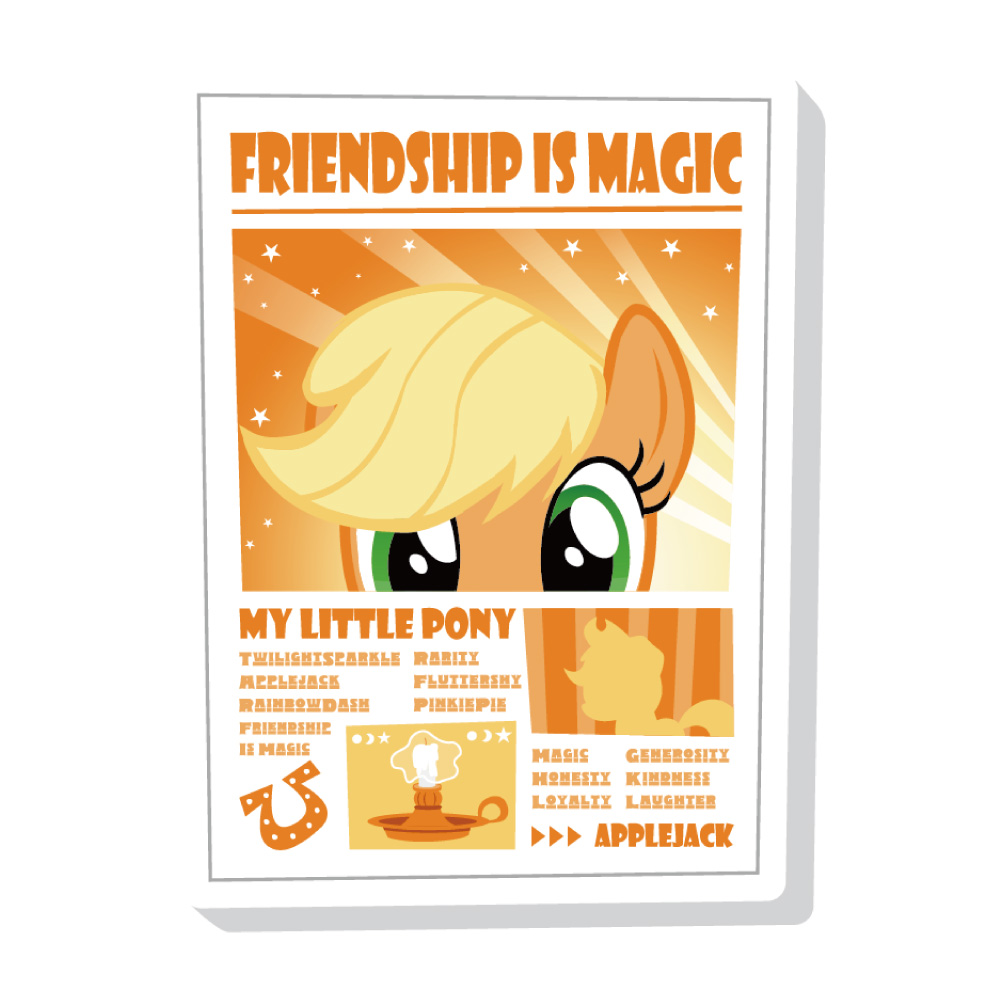 FRIENDSHIP IS MAGIC
MY LITTLE PONY
TWILIGHTSPARKLE RARITY
APPLEJACK FLUTTERSHY
RAINBOWDASH PINKIEPIE
FRIENDSHIP
IS MAGIC
MAGIC GENEROSITY
HONESTY KINDNESS
LOYALTY LAUGHTER
APPLEJACK